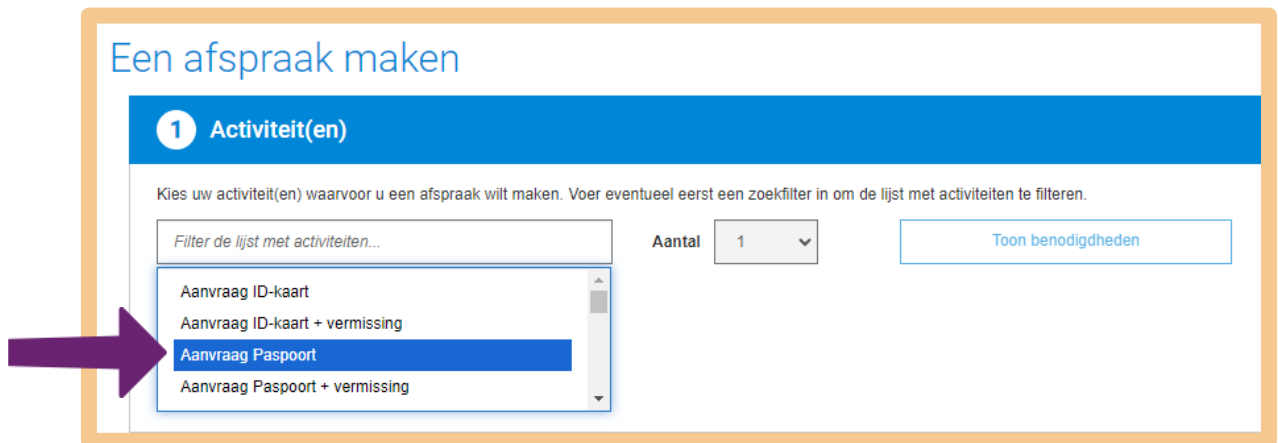 Een afspraak maken
1 Activiteit(en)
Kies uw activiteit(en) waarvoor u een afspraak wilt maken. Voer eventueel eerst een zoekfilter in om de lijst met activiteiten te filteren.
Filter de lijst met activiteiten... Aantal 1 Toon benodigdheden
Aanvraag ID-kaart
Aanvraag ID-kaart + vermissing
Aanvraag Paspoort
Aanvraag Paspoort + vermissing